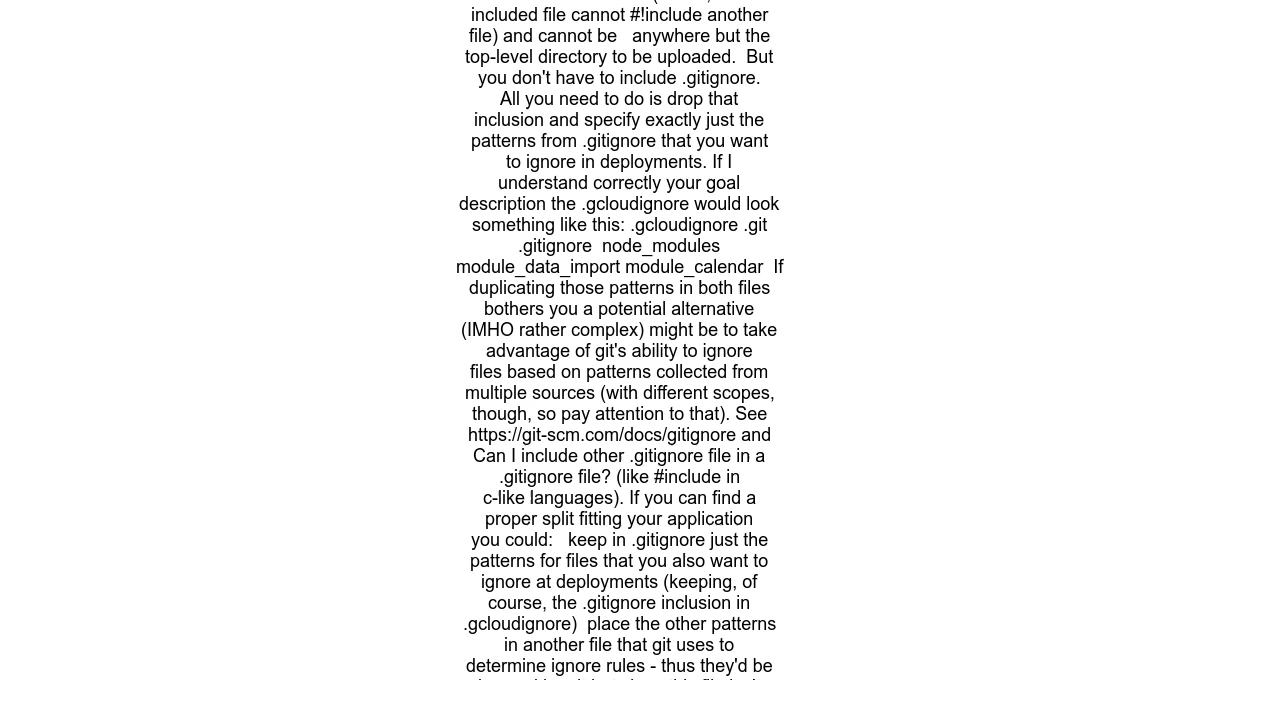 included file cannot #!include another
file) and cannot be   anywhere but the
top-level directory to be uploaded.  But
you don't have to include .gitignore.
All you need to do is drop that
inclusion and specify exactly just the
patterns from .gitignore that you want
to ignore in deployments. If I
understand correctly your goal
description the .gcloudignore would look
something like this: .gcloudignore .git
.gitignore  node_modules
module_data_import module_calendar  If
duplicating those patterns in both files
bothers you a potential alternative
(IMHO rather complex) might be to take
advantage of git's ability to ignore
files based on patterns collected from
multiple sources (with different scopes,
though, so pay attention to that). See
https://git-scm.com/docs/gitignore and
Can I include other .gitignore file in a
.gitignore file? (like #include in
c-like languages). If you can find a
proper split fitting your application
you could:   keep in .gitignore just the
patterns for files that you also want to
ignore at deployments (keeping, of
course, the .gitignore inclusion in
.gcloudignore)  place the other patterns
in another file that git uses to
determine ignore rules - thus they'd be